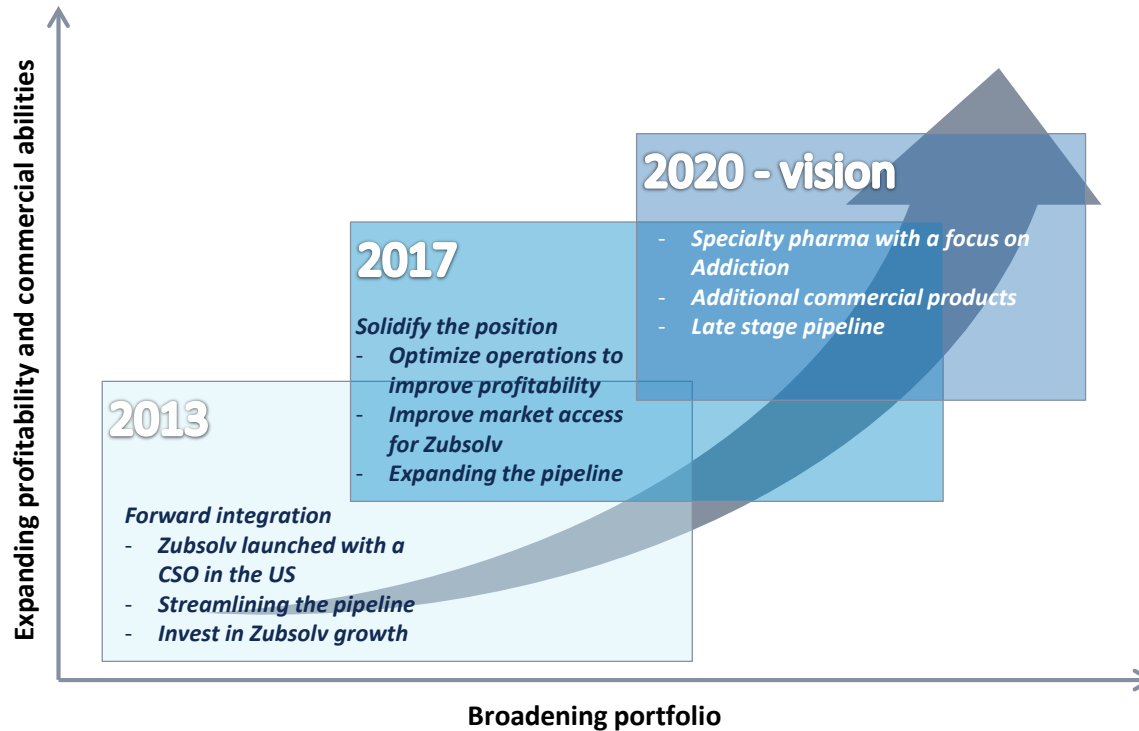 Expanding profitability and commercial abilities
2020 - vision
- Specialty pharma with a focus on
Addiction
- Additional commercial products
- Late stage pipeline
2017
Solidify the position
- Optimize operations to
improve profitability
- Improve market access
for Zubsolv
- Expanding the pipeline
2013
Forward integration
- Zubsolv launched with a
CSO in the US
- Streamlining the pipeline
- Invest in Zubsolv growth
Broadening portfolio